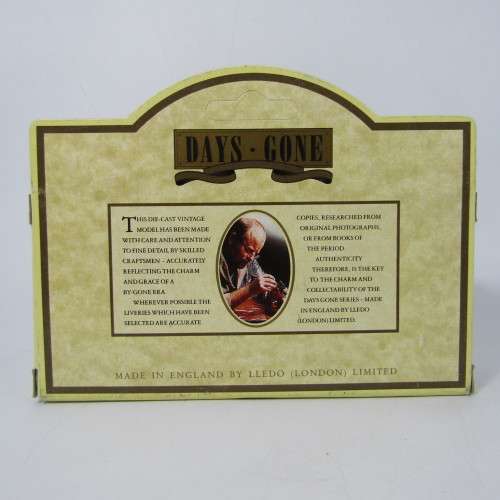 DAYS · GONE
THIS DIE-CAST VINTAGE
MODEL HAS BEEN MADE
WITH CARE AND ATTENTION
TO FINE DETAIL BY SKILLED
CRAFTSMEN – ACCURATELY
REFLECTING THE CHARM
AND GRACE OF A
BY-GONE ERA.
WHEREVER POSSIBLE THE
LIVERIES WHICH HAVE BEEN
SELECTED ARE ACCURATE
COPIES, RESEARCHED FROM
ORIGINAL PHOTOGRAPHS,
OR FROM BOOKS OF
THE PERIOD.
AUTHENTICITY
THEREFORE, IS THE KEY
TO THE CHARM AND
COLLECTABILITY OF THE
DAYS GONE SERIES – MADE
IN ENGLAND BY LLEDO
(LONDON) LIMITED.
MADE IN ENGLAND BY LLEDO (LONDON) LIMITED